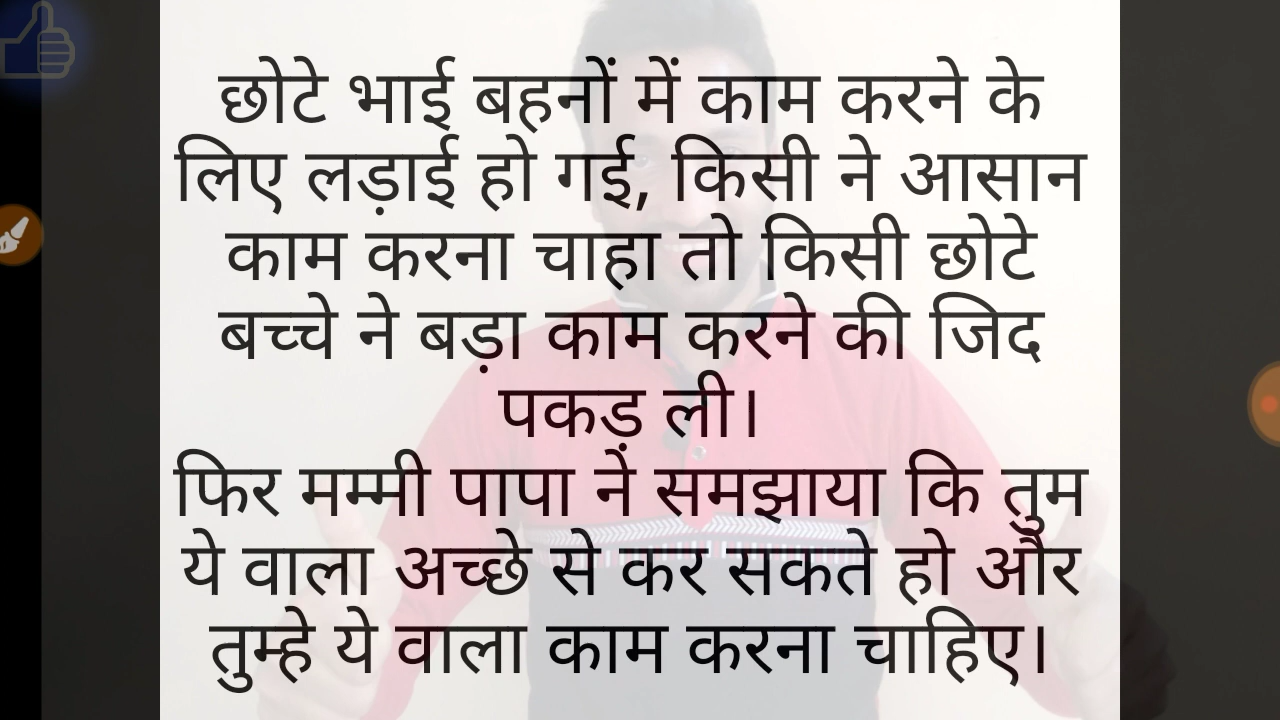 छोटे भाई बहनों में काम करने के
लिए लड़ाई हो गई, किसी ने आसान
काम करना चाहा तो किसी छोटे
बच्चे ने बड़ा काम करने की जिद
पकड़ ली।
फिर मम्मी पापा ने समझाया कि तुम
ये वाला अच्छे से कर सकते हो और
तुम्हे ये वाला काम करना चाहिए।